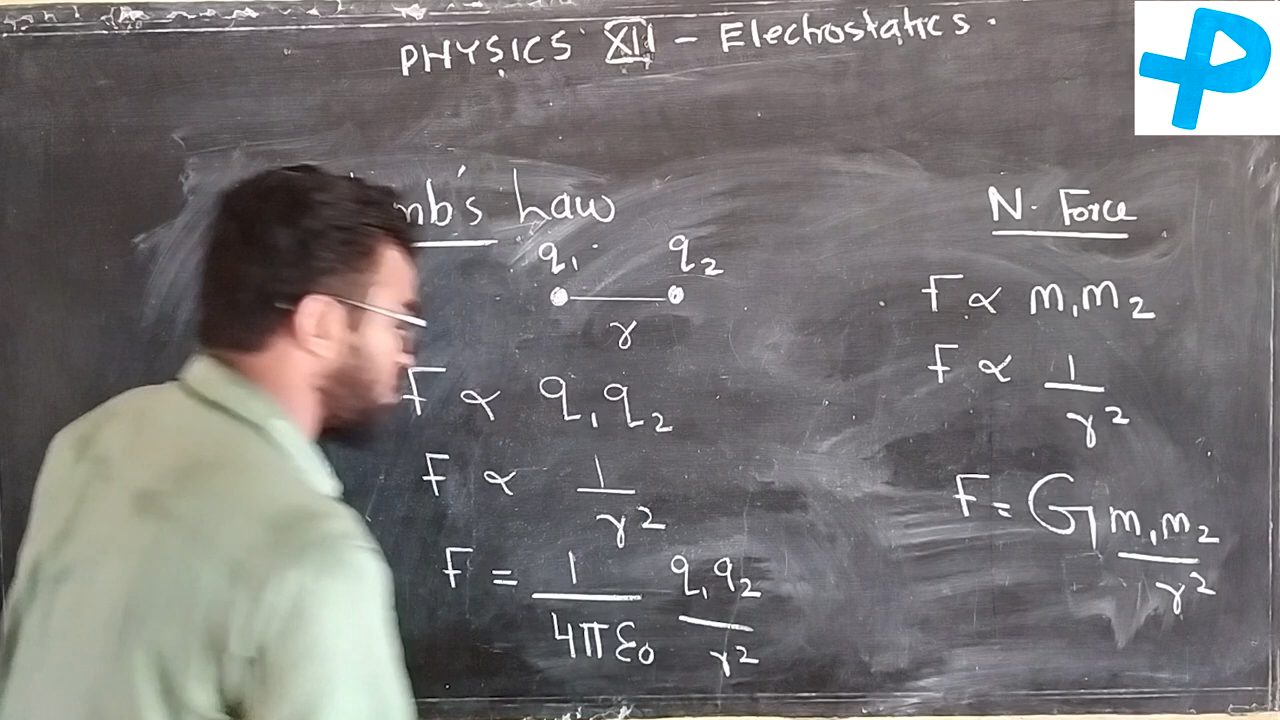 PHYSICS XII - Electrostatics.
mb's Law
q₁ q₂
r
F ∝ q₁q₂
F ∝ 1/r²
F = 1/4πε₀ q₁q₂/r²
N. Force
F ∝ m₁m₂
F ∝ 1/r²
F = G m₁m₂/r²